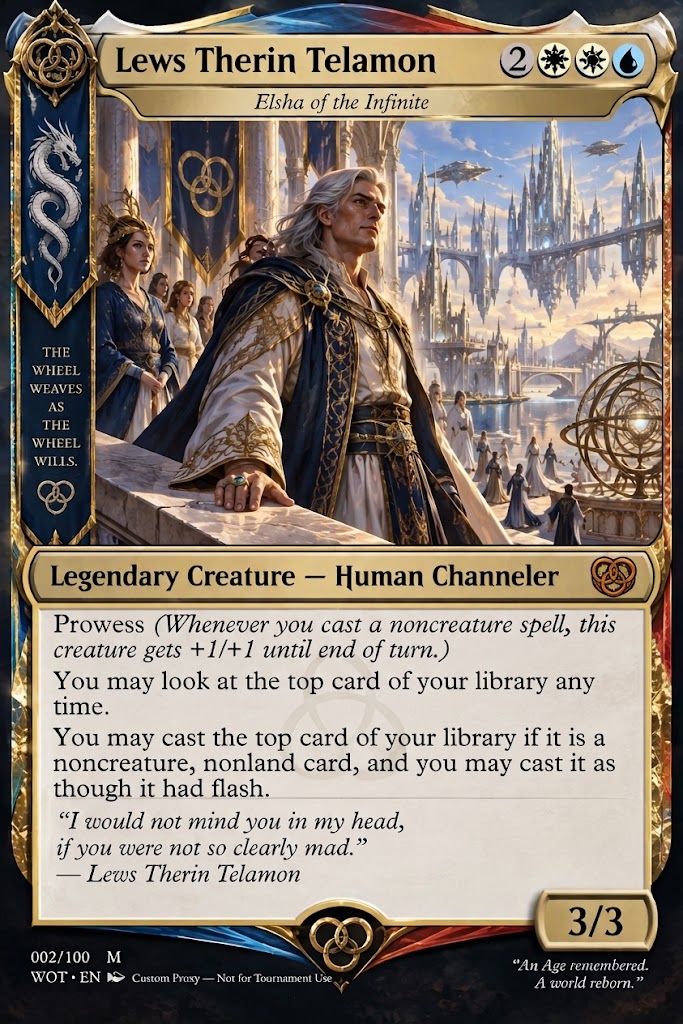 Lews Therin Telamon 2
Elsha of the Infinite
THE
WHEEL
WEAVES
AS
THE
WHEEL
WILLS.
Legendary Creature — Human Channeler
Prowess (Whenever you cast a noncreature spell, this
creature gets +1/+1 until end of turn.)
You may look at the top card of your library any
time.
You may cast the top card of your library if it is a
noncreature, nonland card, and you may cast it as
though it had flash.
“I would not mind you in my head,
if you were not so clearly mad.”
— Lews Therin Telamon
3/3
002/100 M
WOT • EN Custom Proxy — Not for Tournament Use
“An Age remembered.
A world reborn.”